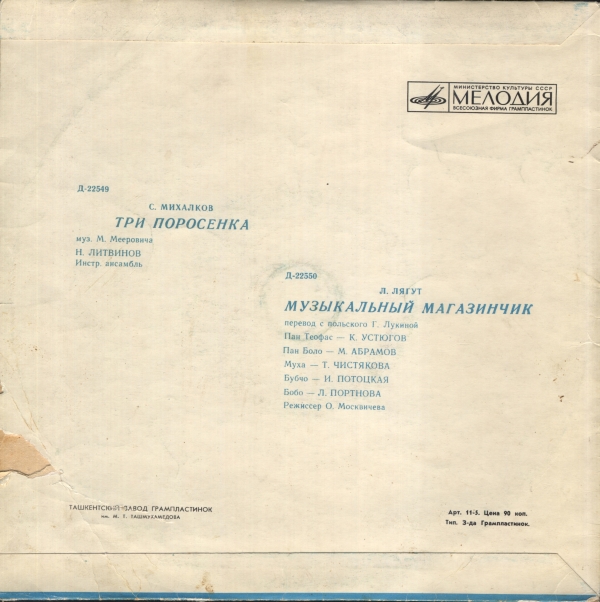 МИНИСТЕРСТВО КУЛЬТУРЫ СССР
МЕЛОДИЯ
ВСЕСОЮЗНАЯ ФИРМА ГРАМПЛАСТИНОК
Д-22549
С. МИХАЛКОВ
ТРИ ПОРОСЕНКА
муз. М. Мееровича
Н. ЛИТВИНОВ
Инстр. ансамбль
Д-22550
Л. ЛЯГУТ
МУЗЫКАЛЬНЫЙ МАГАЗИНЧИК
перевод с польского Г. Лукиной
Пан Теофас — К. УСТЮГОВ
Пан Боло — М. АБРАМОВ
Муха — Т. ЧИСТЯКОВА
Бубчо — И. ПОТОЦКАЯ
Бобо — Л. ПОРТНОВА
Режиссер О. Москвичева
ТАШКЕНТСКИЙ ЗАВОД ГРАМПЛАСТИНОК
им. М. Т. ТАШМУХАМЕДОВА
Арт. 11-5. Цена 90 коп.
Тип. З-да Грампластинок.